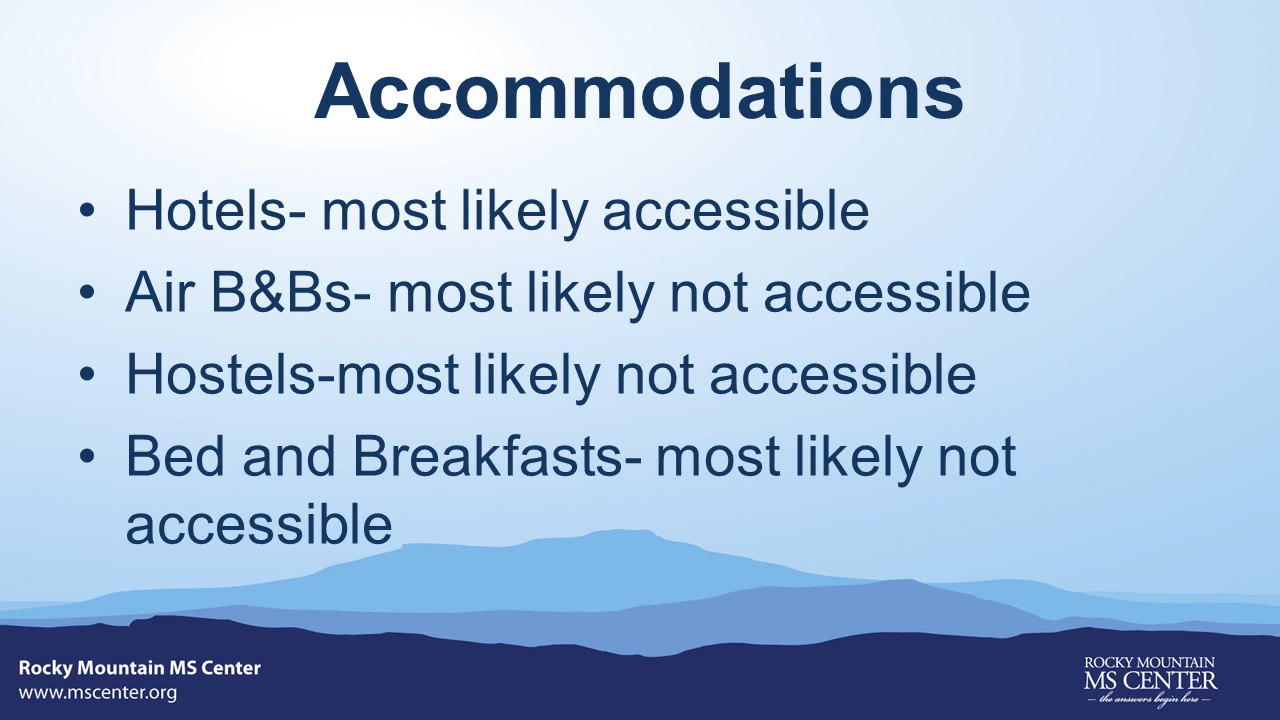 Accommodations
• Hotels- most likely accessible
• Air B&Bs- most likely not accessible
• Hostels-most likely not accessible
• Bed and Breakfasts- most likely not
accessible
Rocky Mountain MS Center
www.mscenter.org
ROCKY MOUNTAIN
MS CENTER
— the answers begin here —